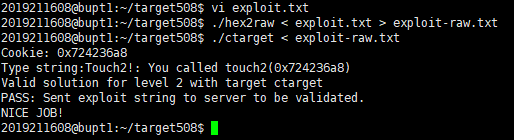 2019211608@bupt1:~/target508$ vi exploit.txt
2019211608@bupt1:~/target508$ ./hex2raw < exploit.txt > exploit-raw.txt
2019211608@bupt1:~/target508$ ./ctarget < exploit-raw.txt
Cookie: 0x724236a8
Type string:Touch2!: You called touch2(0x724236a8)
Valid solution for level 2 with target ctarget
PASS: Sent exploit string to server to be validated.
NICE JOB!
2019211608@bupt1:~/target508$